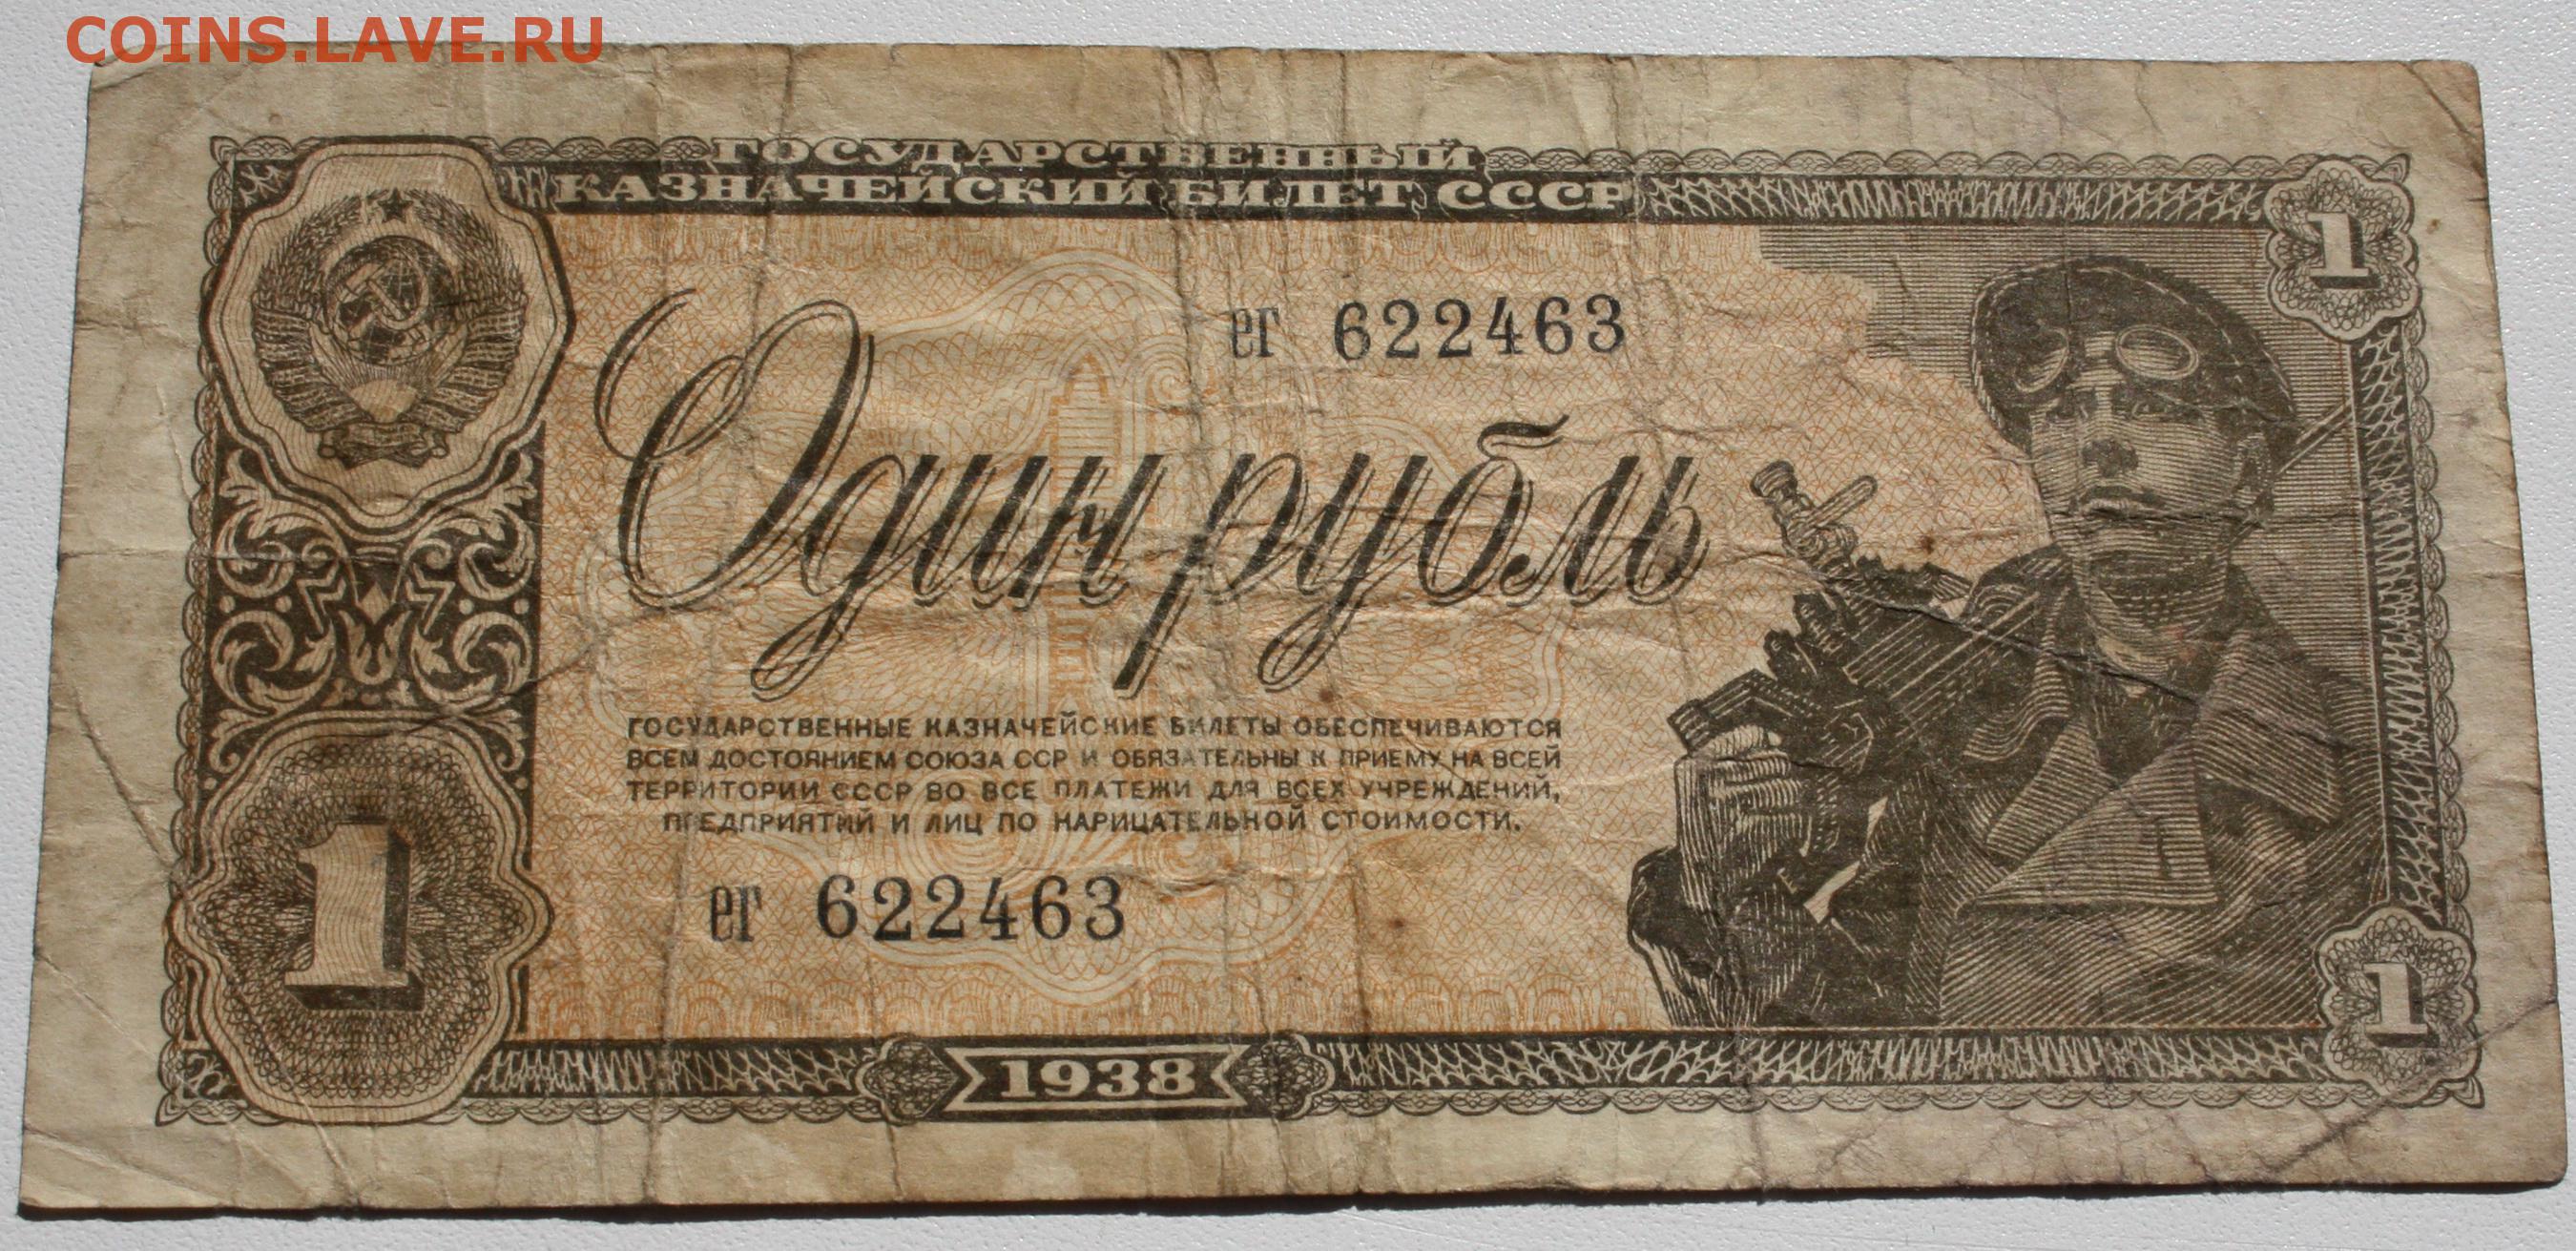 COINS.LAVE.RU
ГОСУДАРСТВЕННЫЙ
КАЗНАЧЕЙСКИЙ БИЛЕТ СССР
1
ег 622463
Один рубль
ГОСУДАРСТВЕННЫЕ КАЗНАЧЕЙСКИЕ БИЛЕТЫ ОБЕСПЕЧИВАЮТСЯ
ВСЕМ ДОСТОЯНИЕМ СОЮЗА ССР И ОБЯЗАТЕЛЬНЫ К ПРИЕМУ НА ВСЕЙ
ТЕРРИТОРИИ СССР ВО ВСЕ ПЛАТЕЖИ ДЛЯ ВСЕХ УЧРЕЖДЕНИЙ,
ПРЕДПРИЯТИЙ И ЛИЦ ПО НАРИЦАТЕЛЬНОЙ СТОИМОСТИ.
1
ег 622463
1
1938